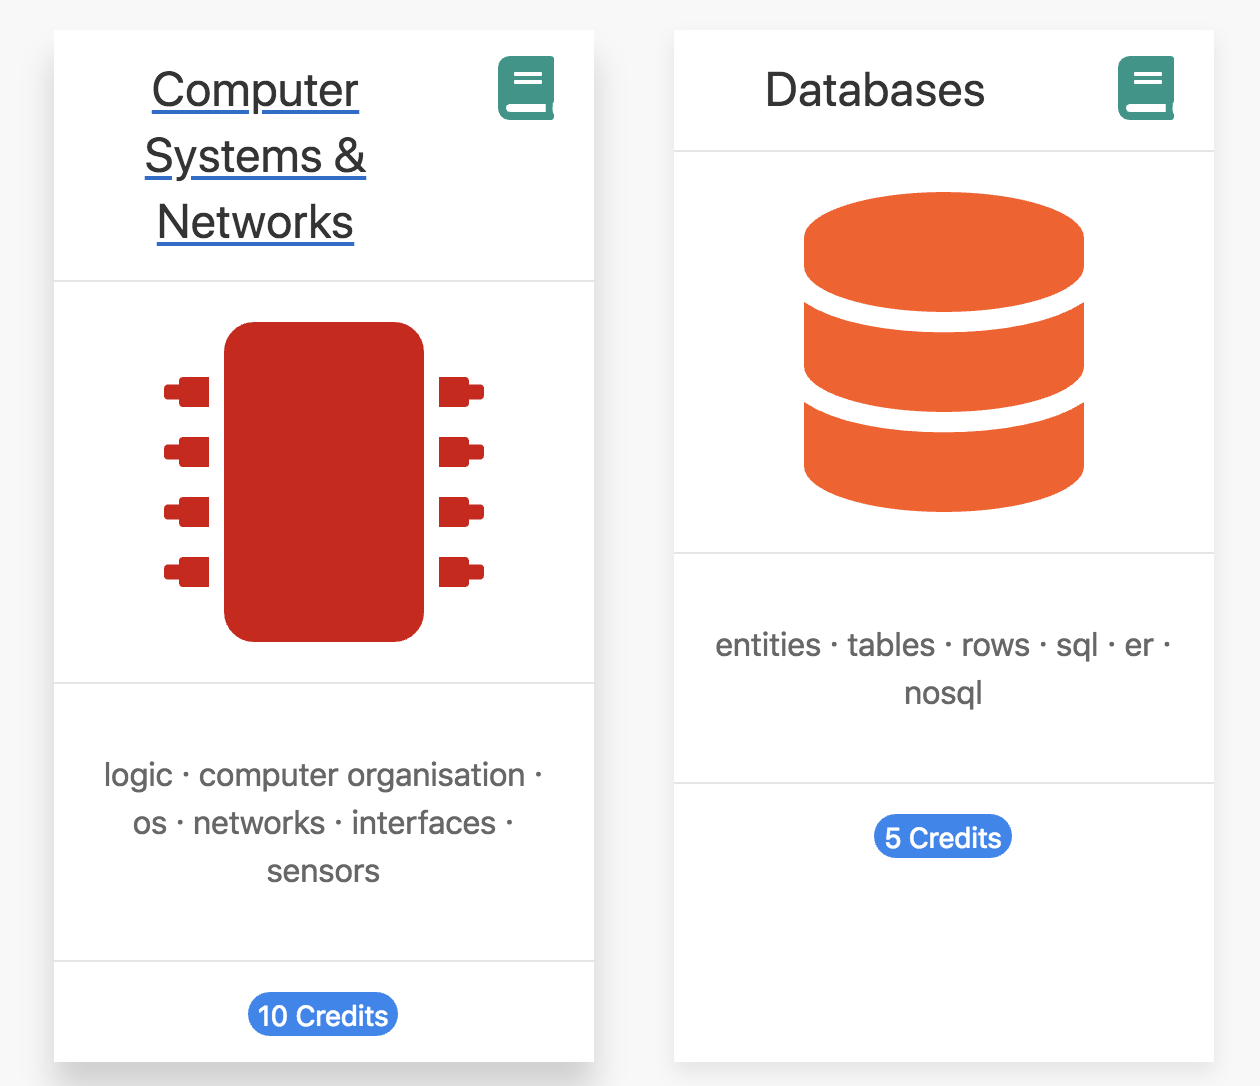 Computer
Systems &
Networks
logic · computer organisation ·
os · networks · interfaces ·
sensors
10 Credits
Databases
entities · tables · rows · sql · er ·
nosql
5 Credits